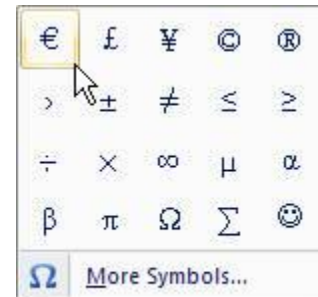 € £ ¥ © ®
› ± ≠ ≤ ≥
÷ × ∞ µ α
β π Ω ∑ ☺
Ω More Symbols...